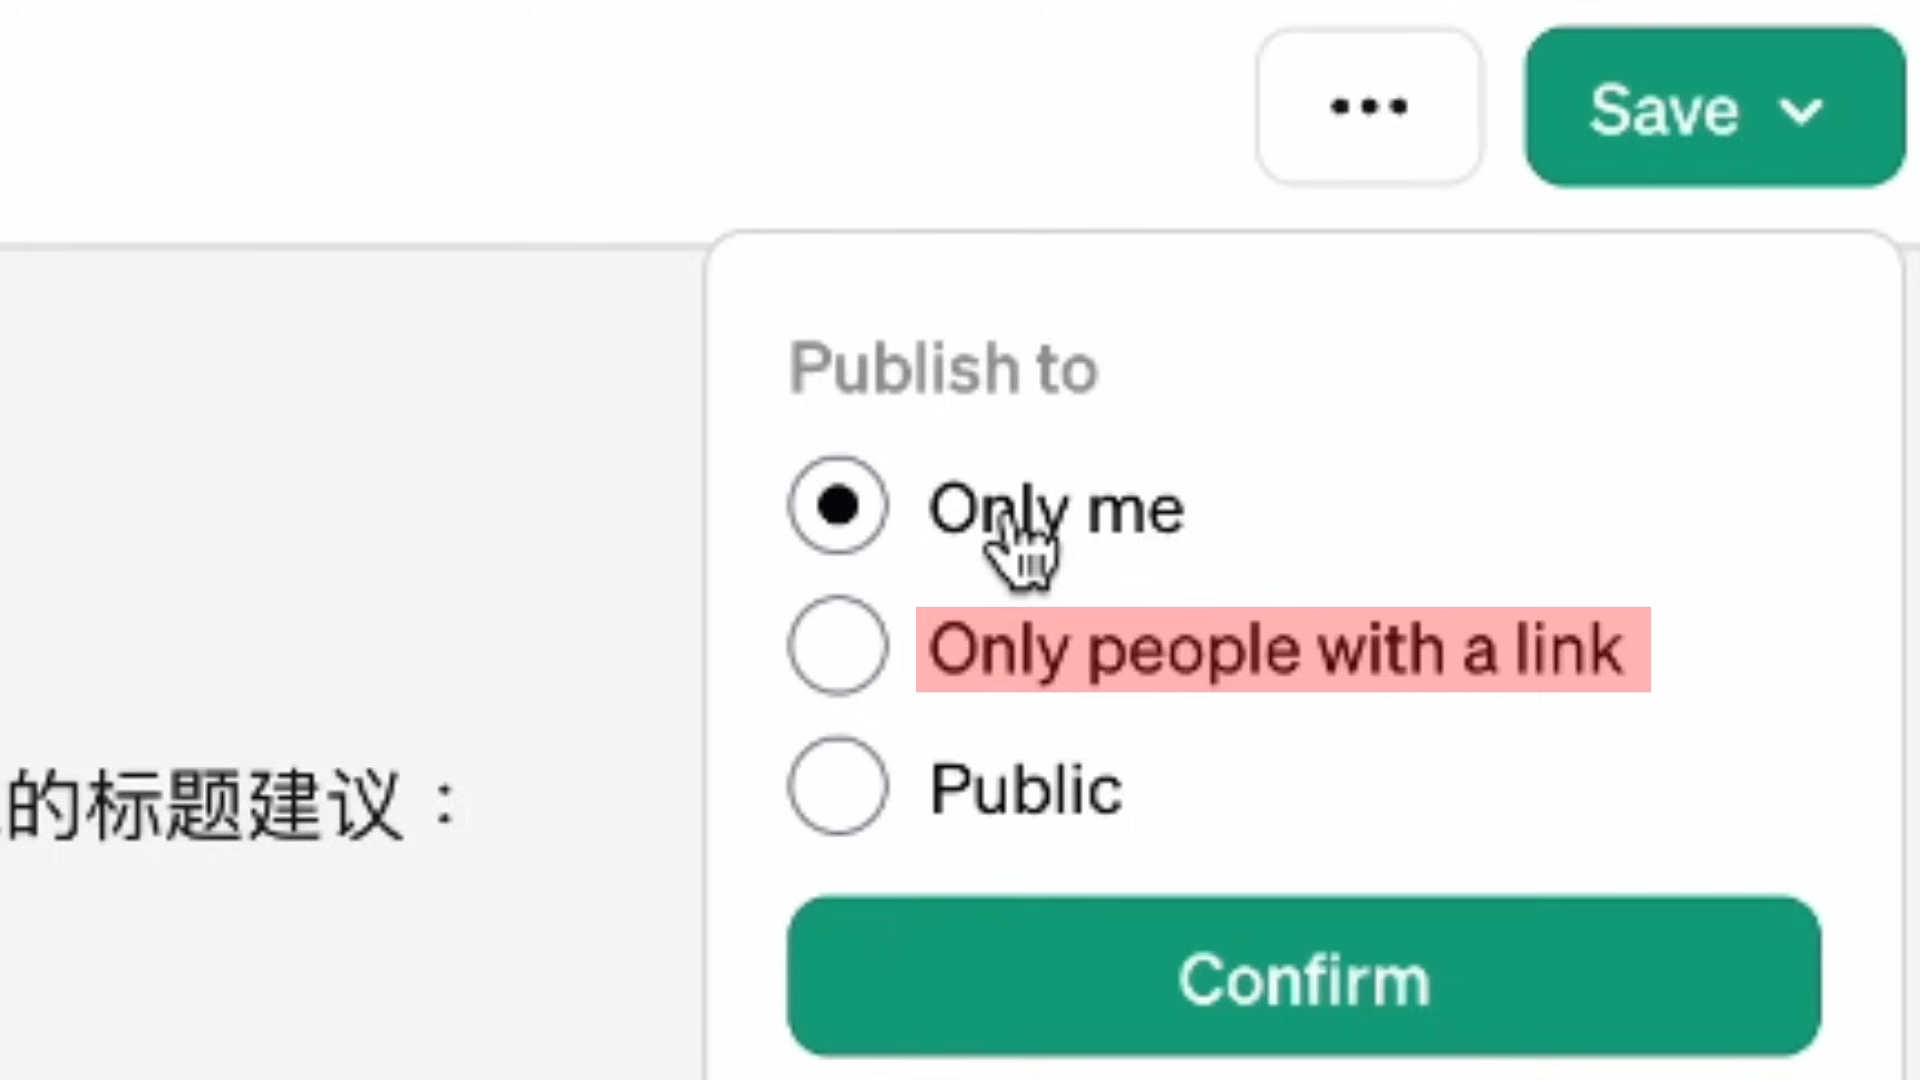 Save
Publish to
Only me
Only people with a link
的标题建议：
Public
Confirm